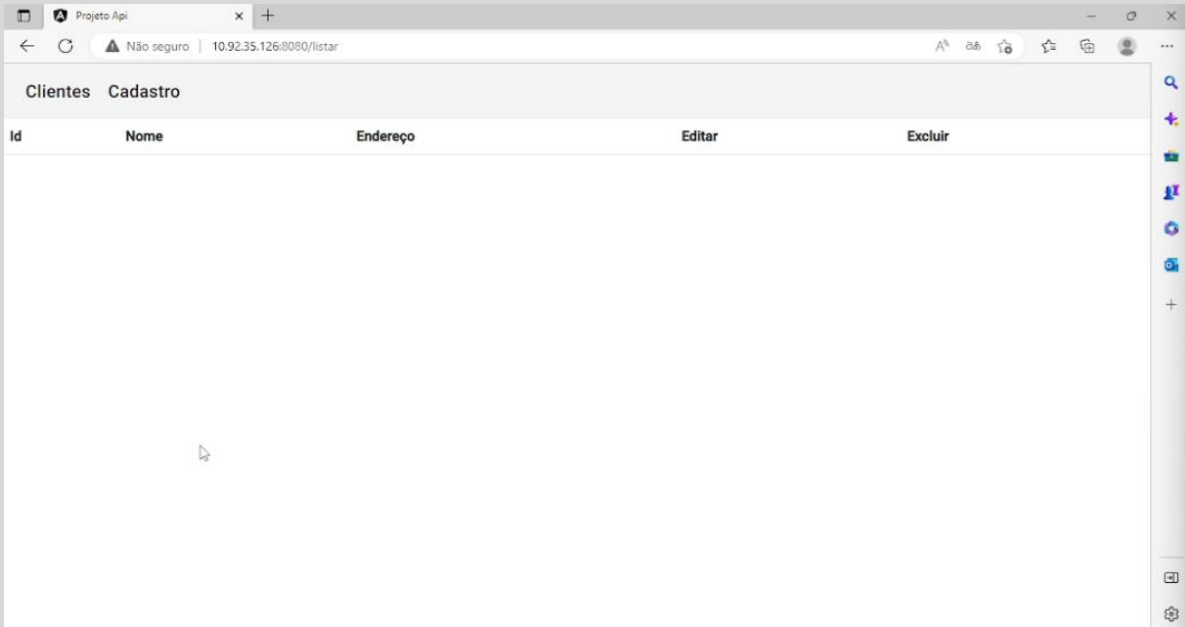 Projeto Api
Não seguro | 10.92.35.126:8080/listar
Clientes Cadastro
Id Nome Endereço Editar Excluir